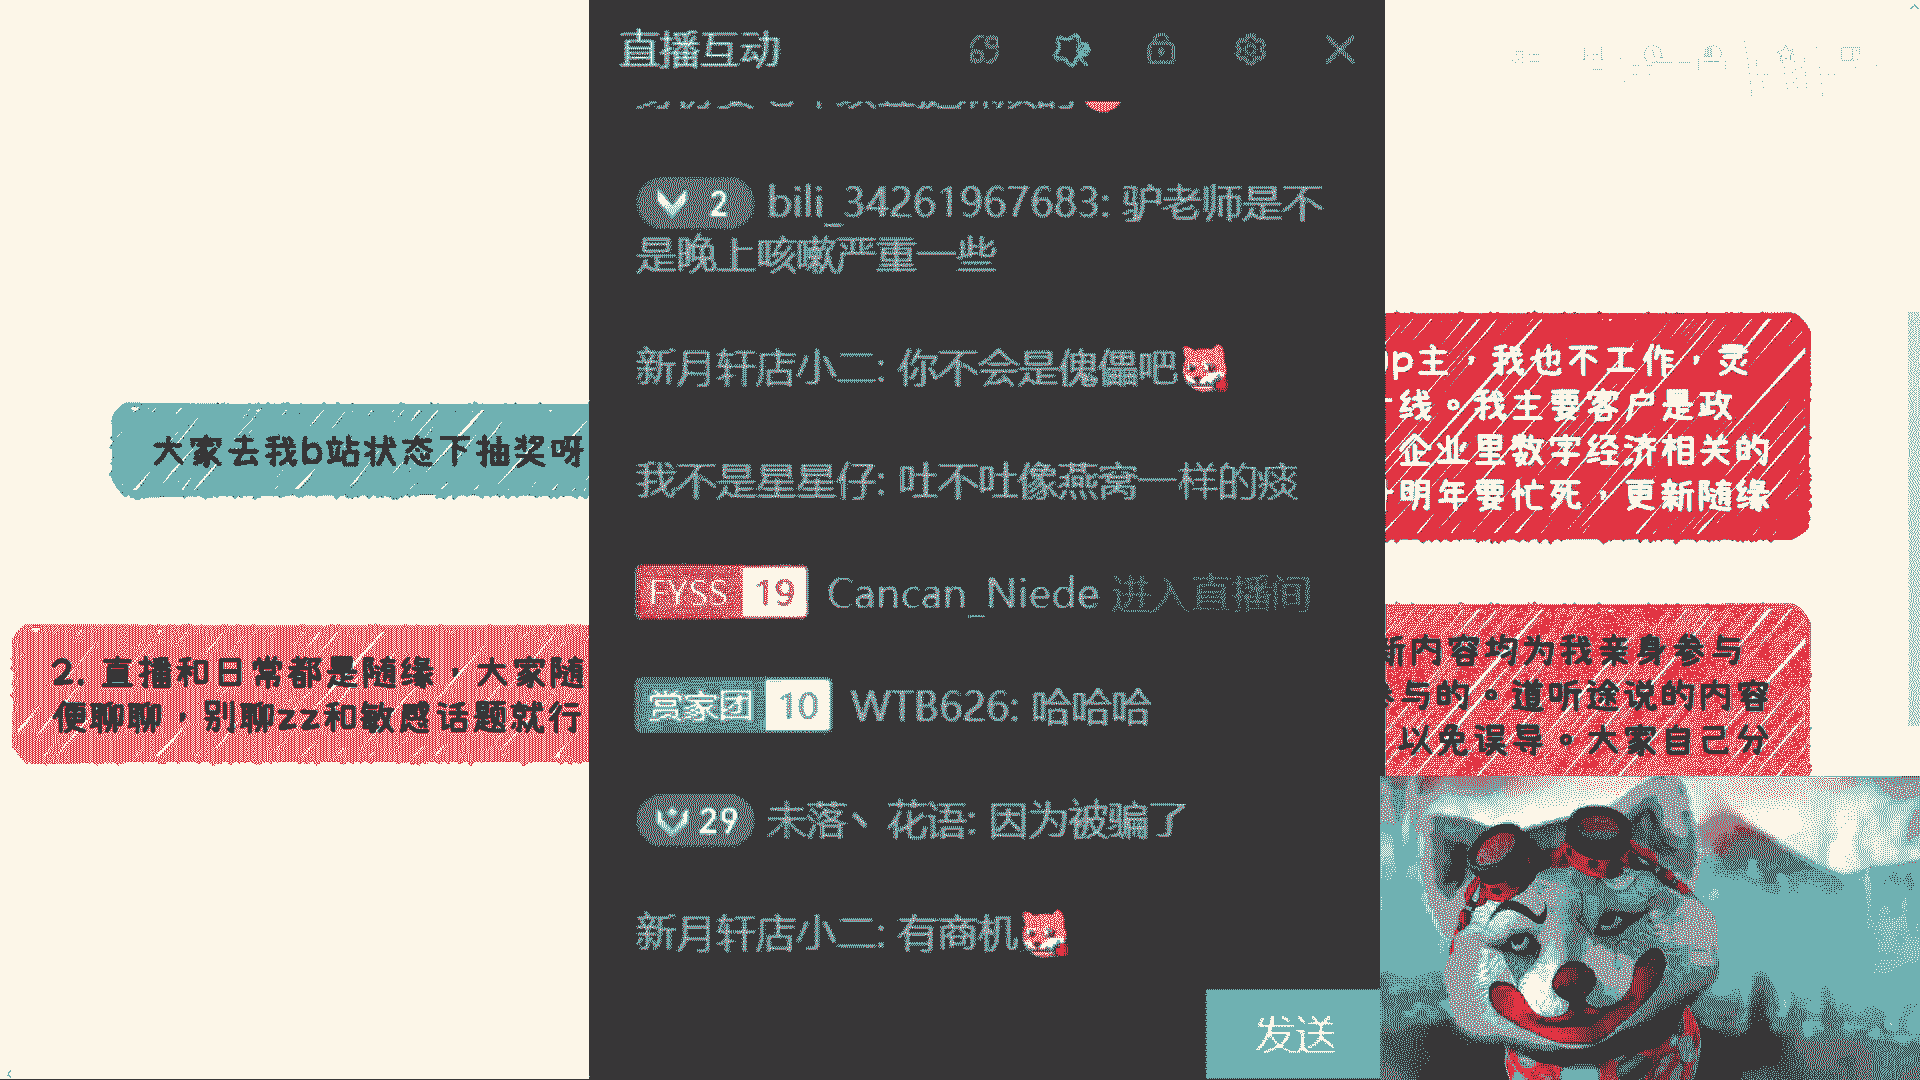 直播互动
2 bili_34261967683: 驴老师是不
是晚上咳嗽严重一些
新月轩店小二: 你不会是傀儡吧
我不是星星仔: 吐不吐像燕窝一样的痰
FYSS 19 Cancan_Niede 进入直播间
赏家团 10 WTB626: 哈哈哈
29 未落丶花语: 因为被骗了
新月轩店小二: 有商机
发送
大家去我b站状态下抽奖呀
2. 直播和日常都是随缘，大家随
便聊聊，别聊zz和敏感话题就行
p主，我也不工作，灵
线。我主要客户是政
企业里数字经济相关的
明年要忙死，更新随缘
新内容均为我亲身参与
参与的。道听途说的内容
以免误导。大家自己分